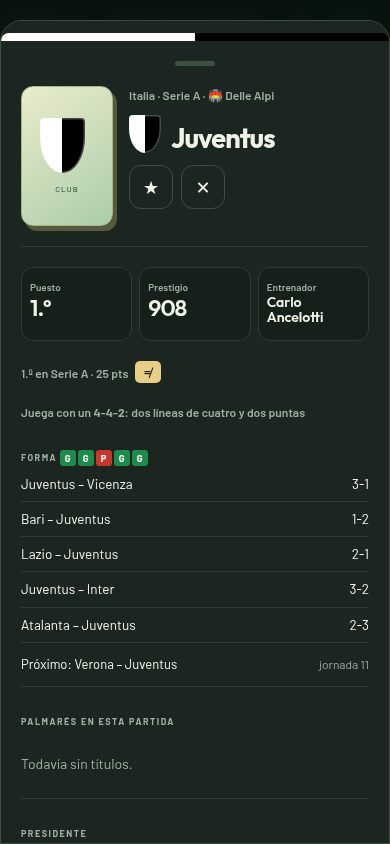 Italia · Serie A · Delle Alpi
CLUB
Juventus
Puesto
1.º
Prestigio
908
Entrenador
Carlo
Ancelotti
1.º en Serie A · 25 pts
Juega con un 4-4-2: dos líneas de cuatro y dos puntas
FORMA G G P G G
Juventus – Vicenza 3-1
Bari – Juventus 1-2
Lazio – Juventus 2-1
Juventus – Inter 3-2
Atalanta – Juventus 2-3
Próximo: Verona – Juventus jornada 11
PALMARÉS EN ESTA PARTIDA
Todavía sin títulos.
PRESIDENTE